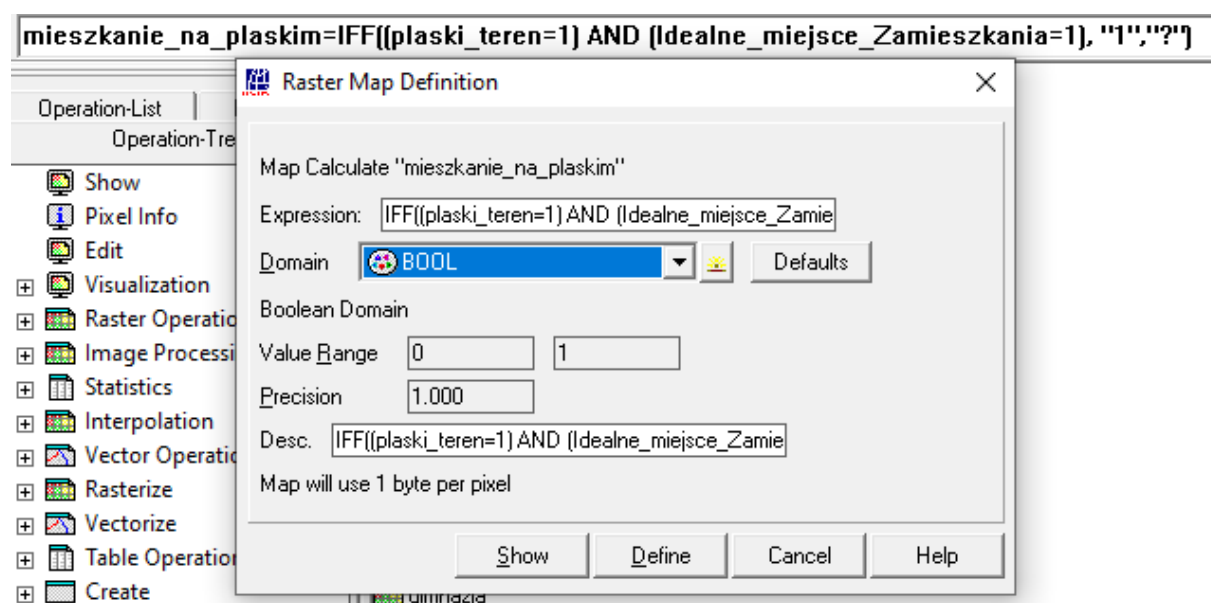 mieszkanie_na_plaskim=IFF((plaski_teren=1) AND (Idealne_miejsce_Zamieszkania=1), "1","?")
Raster Map Definition
Operation-List
Operation-Tre
Show
Pixel Info
Edit
Visualization
Raster Operatio
Image Processi
Statistics
Interpolation
Vector Operatio
Rasterize
Vectorize
Table Operation
Create
Map Calculate "mieszkanie_na_plaskim"
Expression: IFF((plaski_teren=1) AND (Idealne_miejsce_Zamie
Domain BOOL Defaults
Boolean Domain
Value Range 0 1
Precision 1.000
Desc. IFF((plaski_teren=1) AND (Idealne_miejsce_Zamie
Map will use 1 byte per pixel
Show Define Cancel Help
gimnazja